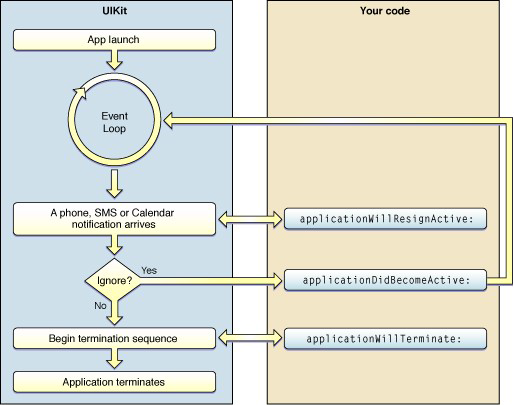 UIKit
Your code
App launch
Event
Loop
A phone, SMS or Calendar
notification arrives
applicationWillResignActive:
Ignore?
Yes
applicationDidBecomeActive:
No
Begin termination sequence
applicationWillTerminate:
Application terminates